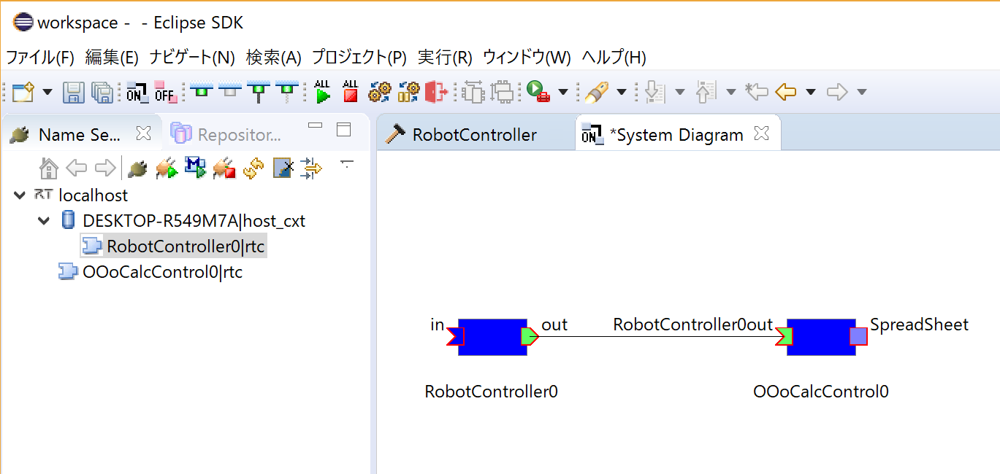 workspace -  - Eclipse SDK
ファイル(F) 編集(E) ナビゲート(N) 検索(A) プロジェクト(P) 実行(R) ウィンドウ(W) ヘルプ(H)
ON OFF ALL ALL
Name Se... Repositor... RobotController ON *System Diagram
RT localhost
DESKTOP-R549M7A|host_cxt
RobotController0|rtc
OOoCalcControl0|rtc
in out RobotController0out SpreadSheet
RobotController0 OOoCalcControl0